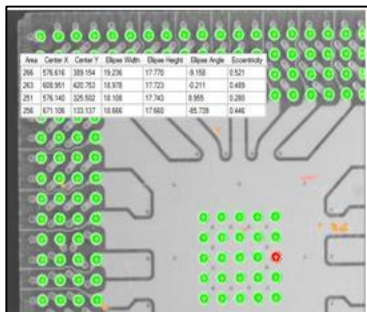 Area Center X Center Y Ellipse Width Ellipse Height Ellipse Angle Eccentricity
266 576.616 389.154 19.236 17.770 -9.150 0.521
263 608.951 420.753 18.978 17.723 -0.211 0.489
251 576.140 325.502 18.108 17.743 8.955 0.280
256 671.106 133.137 18.666 17.660 -85.739 0.446